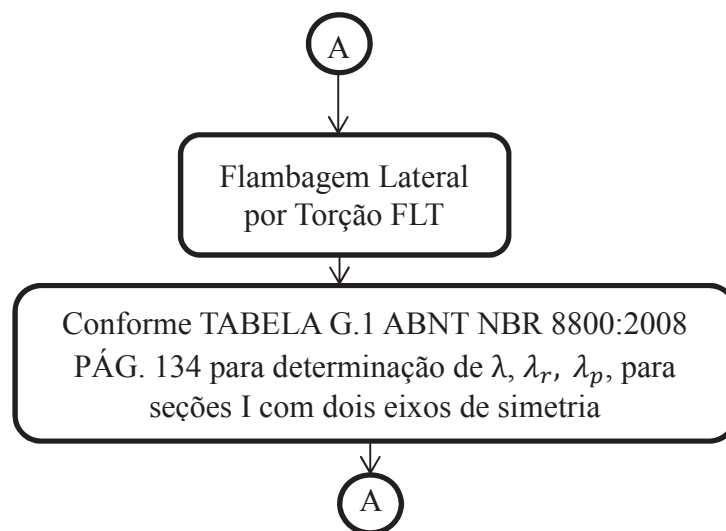 A
Flambagem Lateral
por Torção FLT
Conforme TABELA G.1 ABNT NBR 8800:2008
PÁG. 134 para determinação de λ, λr, λp, para
seções I com dois eixos de simetria
A